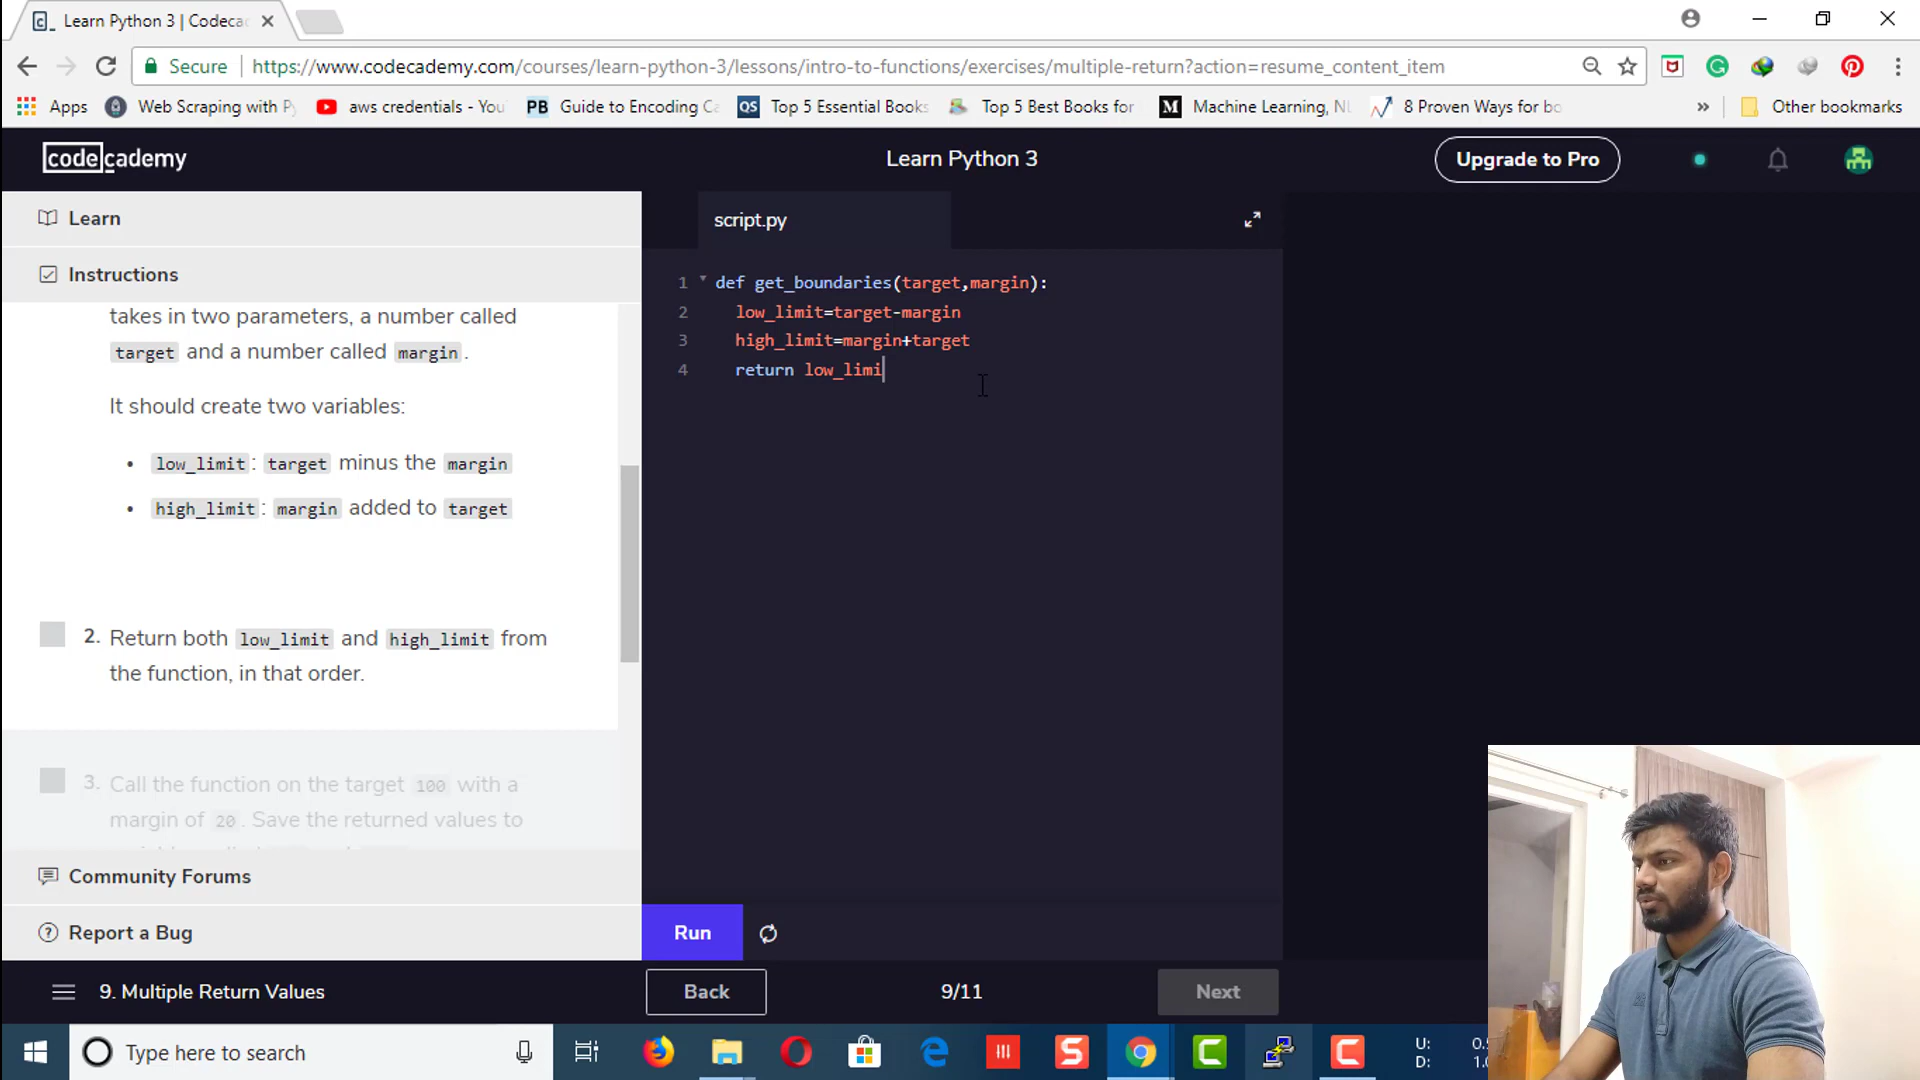 Learn Python 3 | Codeca
Secure
https://www.codecademy.com/courses/learn-python-3/lessons/intro-to-functions/exercises/multiple-return?action=resume_content_item
Apps
Web Scraping with Py
aws credentials - You
PB Guide to Encoding Ca
QS Top 5 Essential Books
Top 5 Best Books for
M Machine Learning, NL
8 Proven Ways for bo
»
Other bookmarks
codecademy
Learn Python 3
Upgrade to Pro
Learn
script.py
Instructions
takes in two parameters, a number called
target and a number called margin.
It should create two variables:
• low_limit: target minus the margin
• high_limit: margin added to target
2. Return both low_limit and high_limit from
the function, in that order.
3. Call the function on the target 100 with a
margin of 20. Save the returned values to
1 def get_boundaries(target,margin):
2 low_limit=target-margin
3 high_limit=margin+target
4 return low_limi
Community Forums
Report a Bug
Run
9. Multiple Return Values
Back
9/11
Next
Type here to search
U:
D: